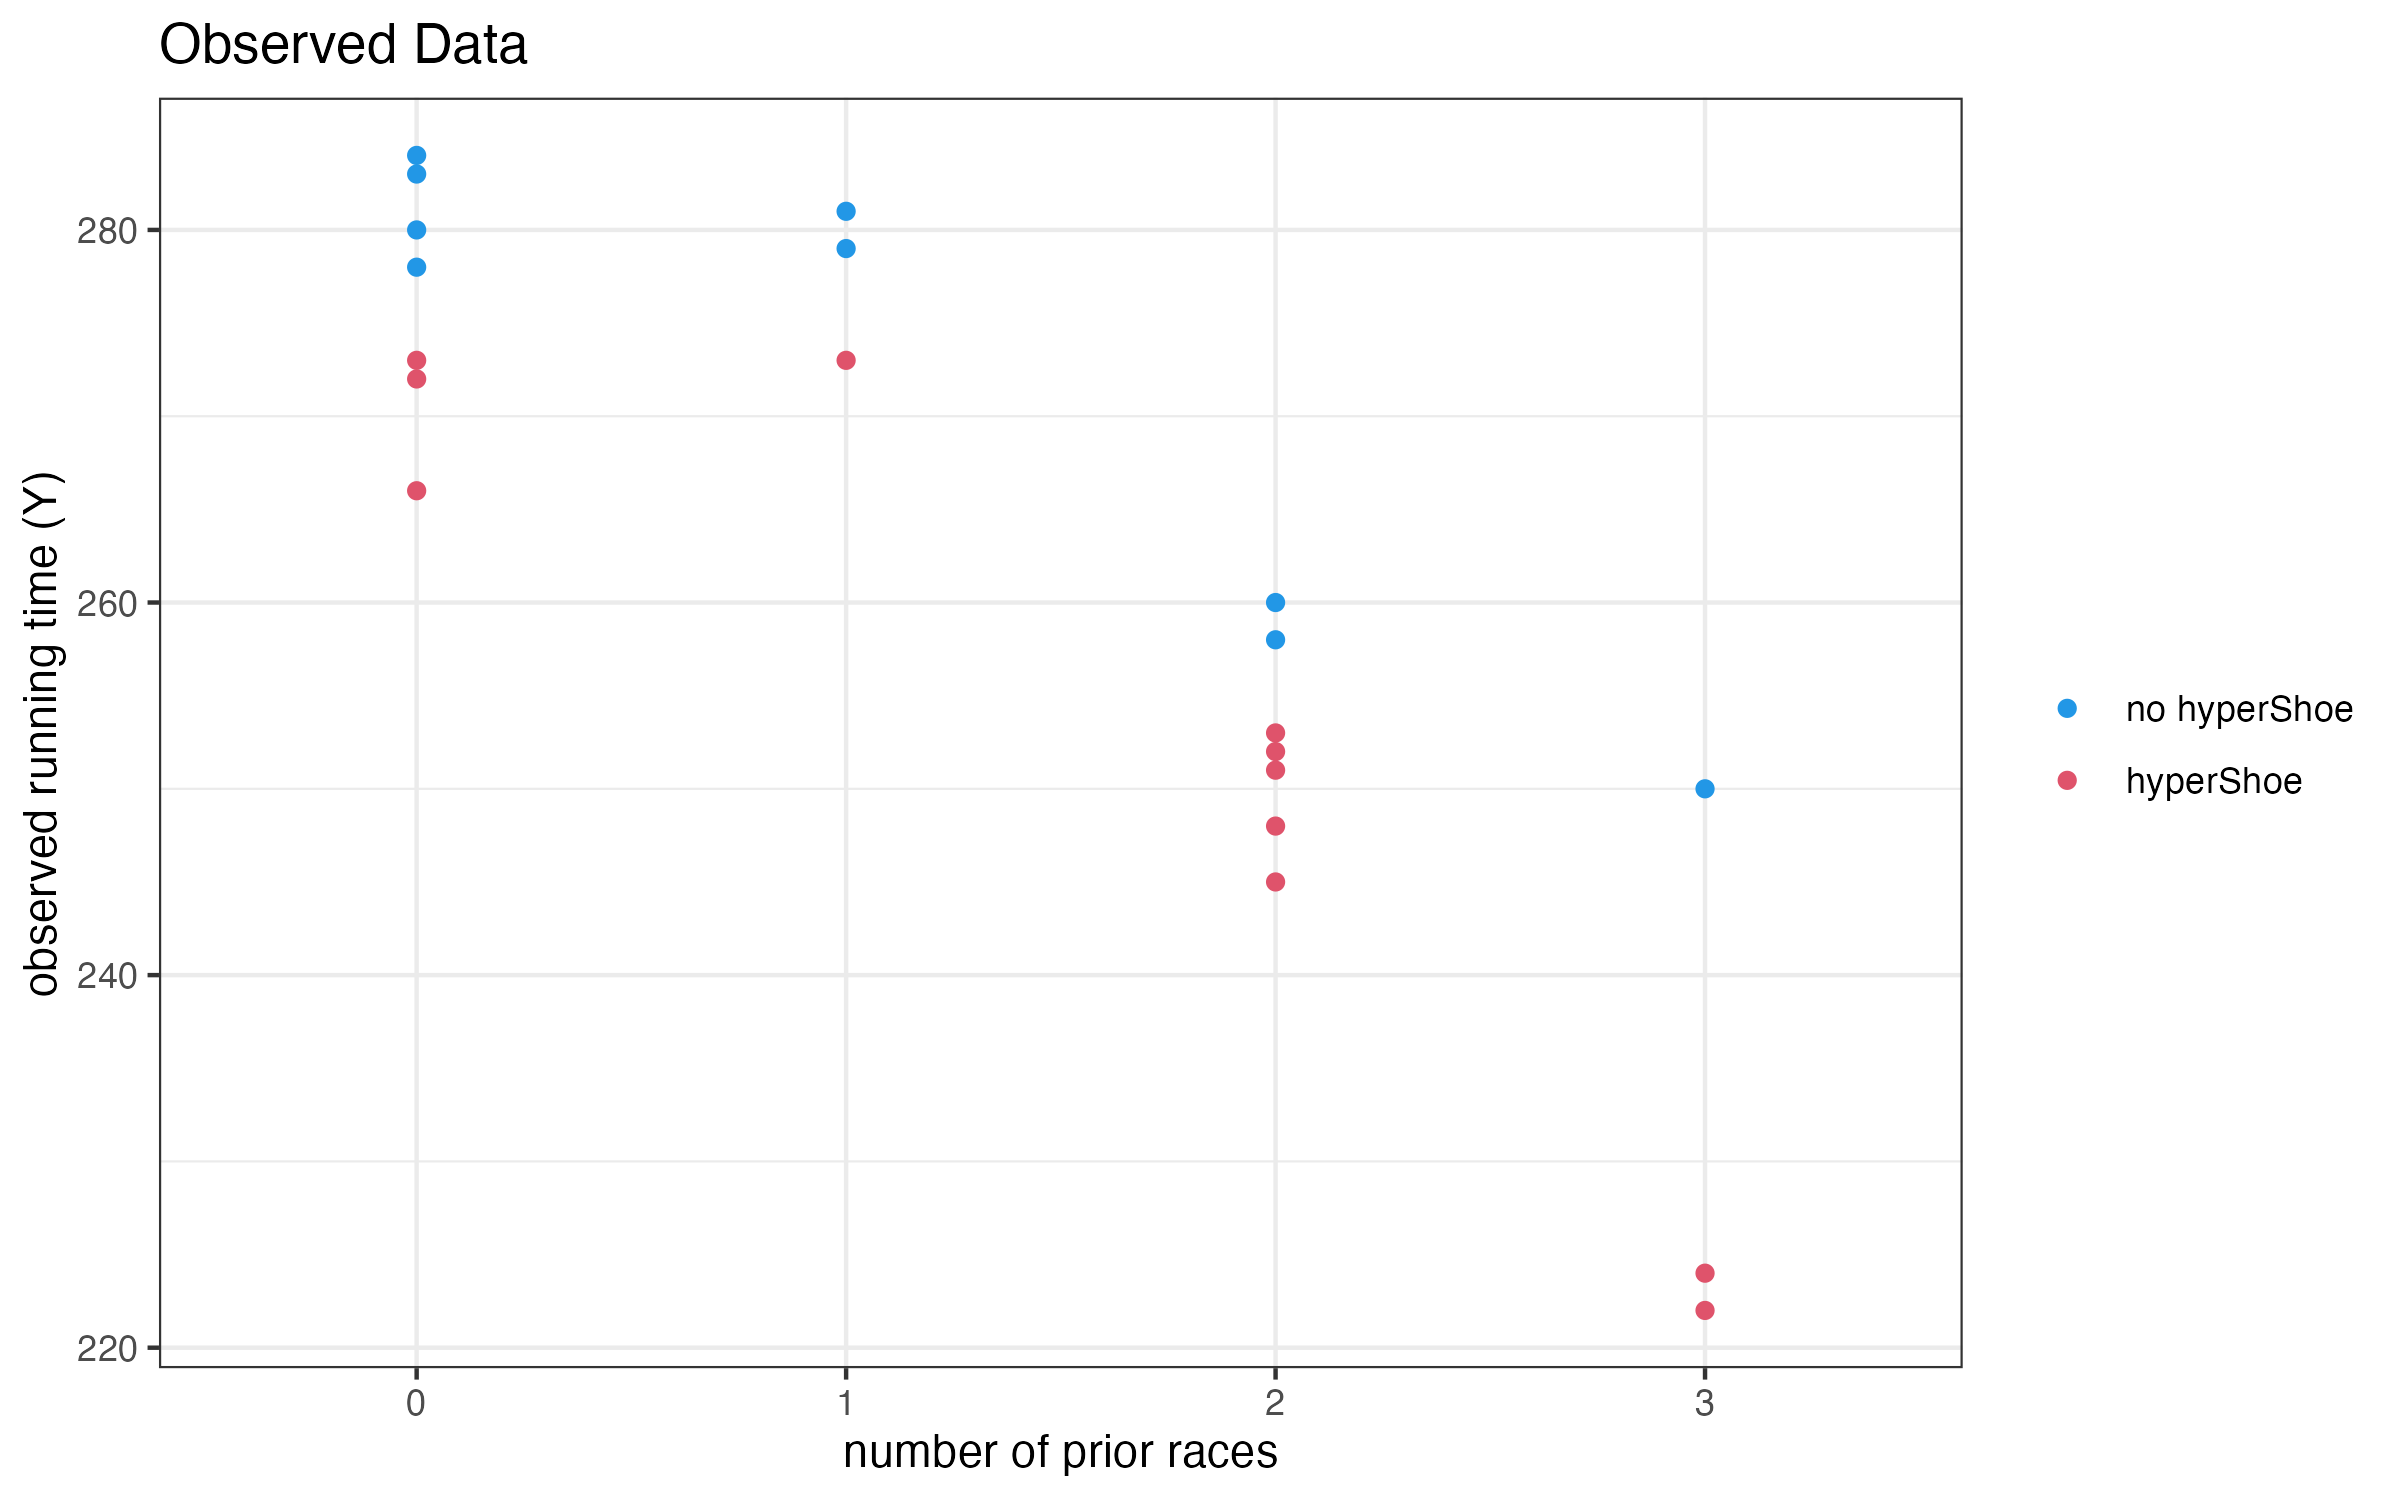 Observed Data
observed running time (Y)
280
260
240
220
0
1
2
3
number of prior races
no hyperShoe
hyperShoe